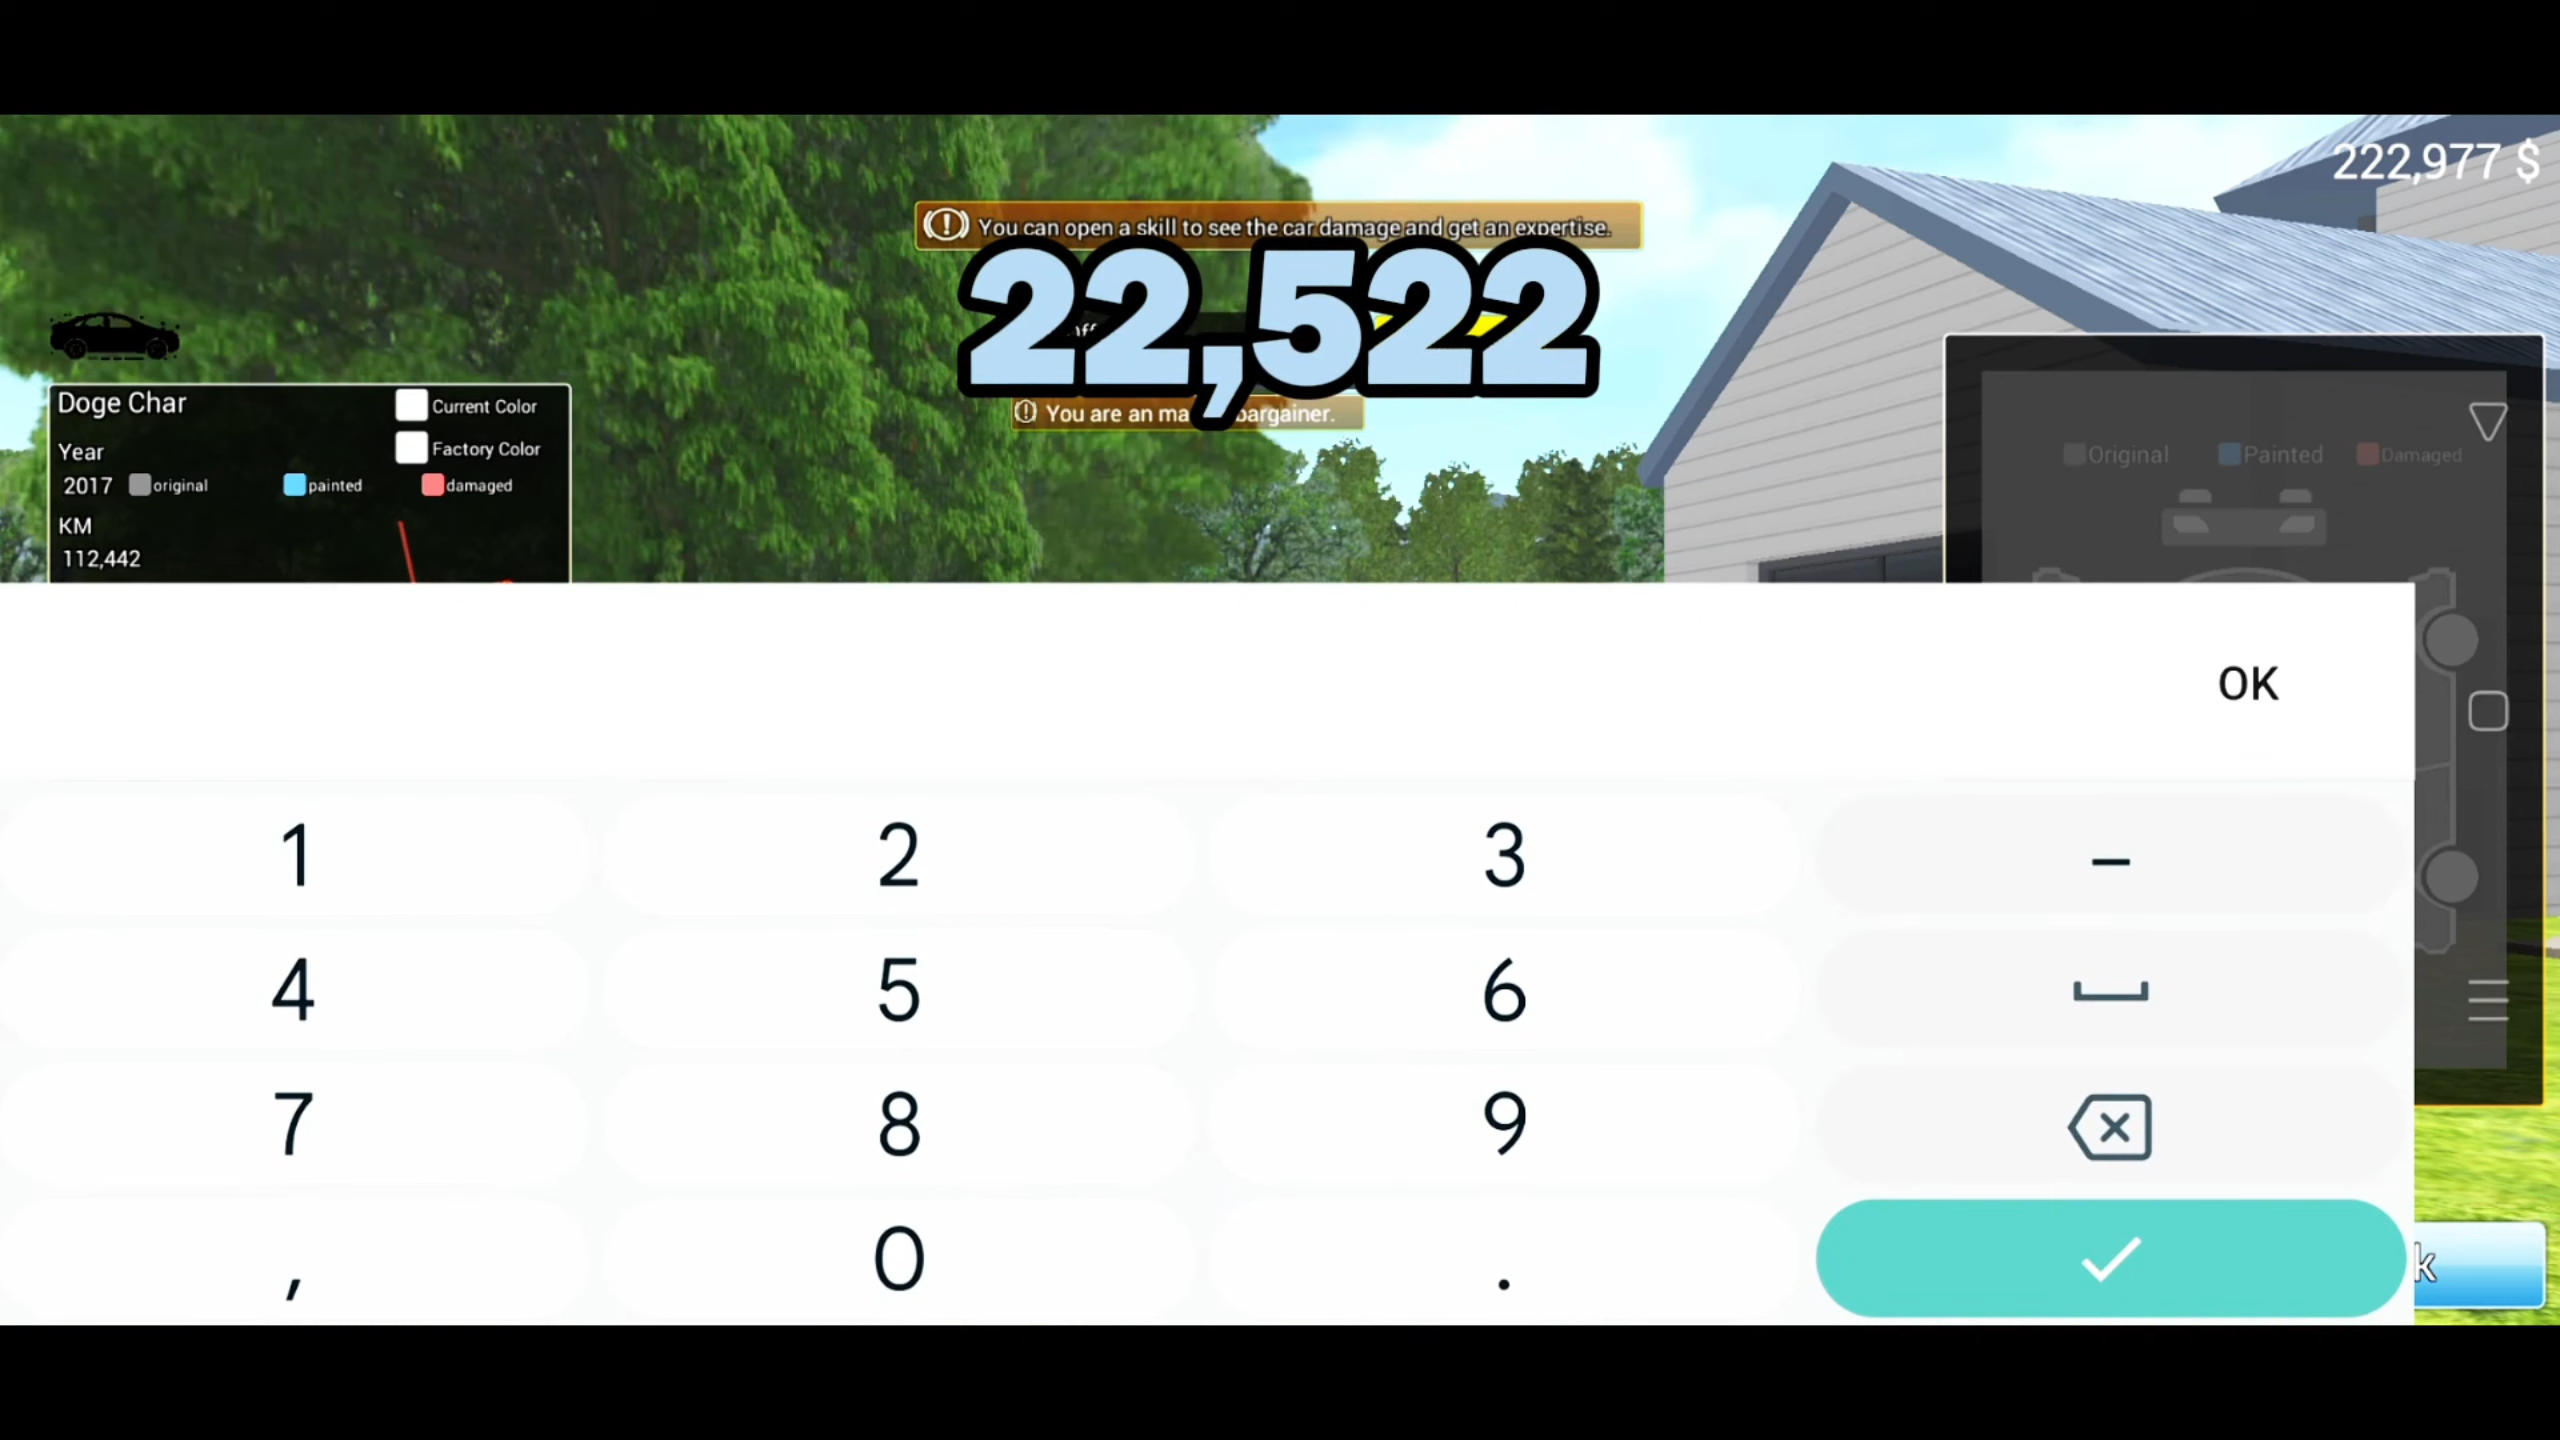 222,977 $
You can open a skill to see the car damage and get an expertise.
22,522
You are an ma bargainer.
Doge Char
Current Color
Factory Color
Year
2017 original painted damaged
KM
112,442
Original Painted Damaged
OK
1 2 3 –
4 5 6
7 8 9
, 0 .
k